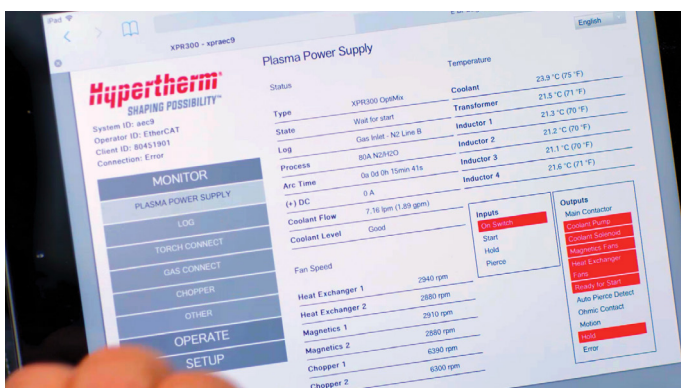 iPad
XPR300 - xpraec9
English
Hypertherm®
SHAPING POSSIBILITY™
System ID: aec9
Operator ID: EtherCAT
Client ID: 80451901
Connection: Error
MONITOR
PLASMA POWER SUPPLY
LOG
TORCH CONNECT
GAS CONNECT
CHOPPER
OTHER
OPERATE
SETUP
Plasma Power Supply
Status
Type XPR300 OptiMix
State Wait for start
Log Gas Inlet - N2 Line B
Process 80A N2/H2O
Arc Time 0a 0d 0h 15min 41s
(+) DC 0 A
Coolant Flow 7.16 lpm (1.89 gpm)
Coolant Level Good
Temperature
Coolant 23.9 °C (75 °F)
Transformer 21.5 °C (71 °F)
Inductor 1 21.3 °C (70 °F)
Inductor 2 21.2 °C (70 °F)
Inductor 3 21.1 °C (70 °F)
Inductor 4 21.6 °C (71 °F)
Fan Speed
Heat Exchanger 1 2940 rpm
Heat Exchanger 2 2880 rpm
Magnetics 1 2910 rpm
Magnetics 2 2880 rpm
Chopper 1 6390 rpm
Chopper 2 6300 rpm
Inputs
On Switch
Start
Hold
Pierce
Outputs
Main Contactor
Coolant Pump
Coolant Solenoid
Magnetics Fans
Heat Exchanger
Fans
Ready for Start
Auto Pierce Detect
Ohmic Contact
Motion
Hold
Error